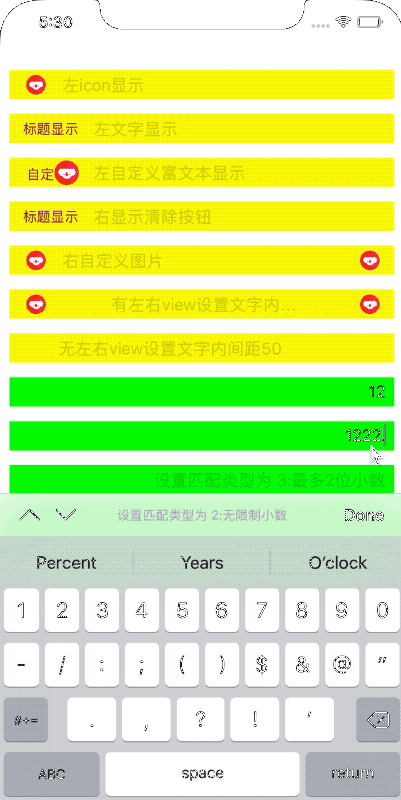 5:30
左icon显示
标题显示 左文字显示
自定 左自定义富文本显示
标题显示 右显示清除按钮
右自定义图片
有左右view设置文字内...
无左右view设置文字内间距50
12
1222.
设置匹配类型为 3:最多2位小数
设置匹配类型为 2:无限制小数 Done
Percent Years O'clock
1 2 3 4 5 6 7 8 9 0
- / : ; ( ) $ & @ "
#+= . , ? ! '
ABC space return